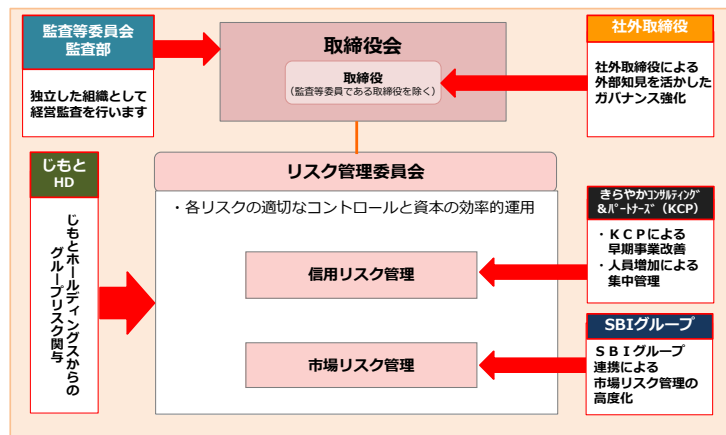 監査等委員会
監査部
独立した組織として
経営監査を行います
取締役会
取締役
（監査等委員である取締役を除く）
社外取締役
社外取締役による
外部知見を活かした
ガバナンス強化
じもと
HD
じもとホールディングスからの
グループリスク関与
リスク管理委員会
・各リスクの適切なコントロールと資本の効率的運用
信用リスク管理
市場リスク管理
きらやかｺﾝｻﾙﾃｨﾝｸﾞ
&ﾊﾟｰﾄﾅｰｽﾞ（KCP）
・ＫＣＰによる
早期事業改善
・人員増加による
集中管理
SBIグループ
ＳＢＩグループ
連携による
市場リスク管理の
高度化